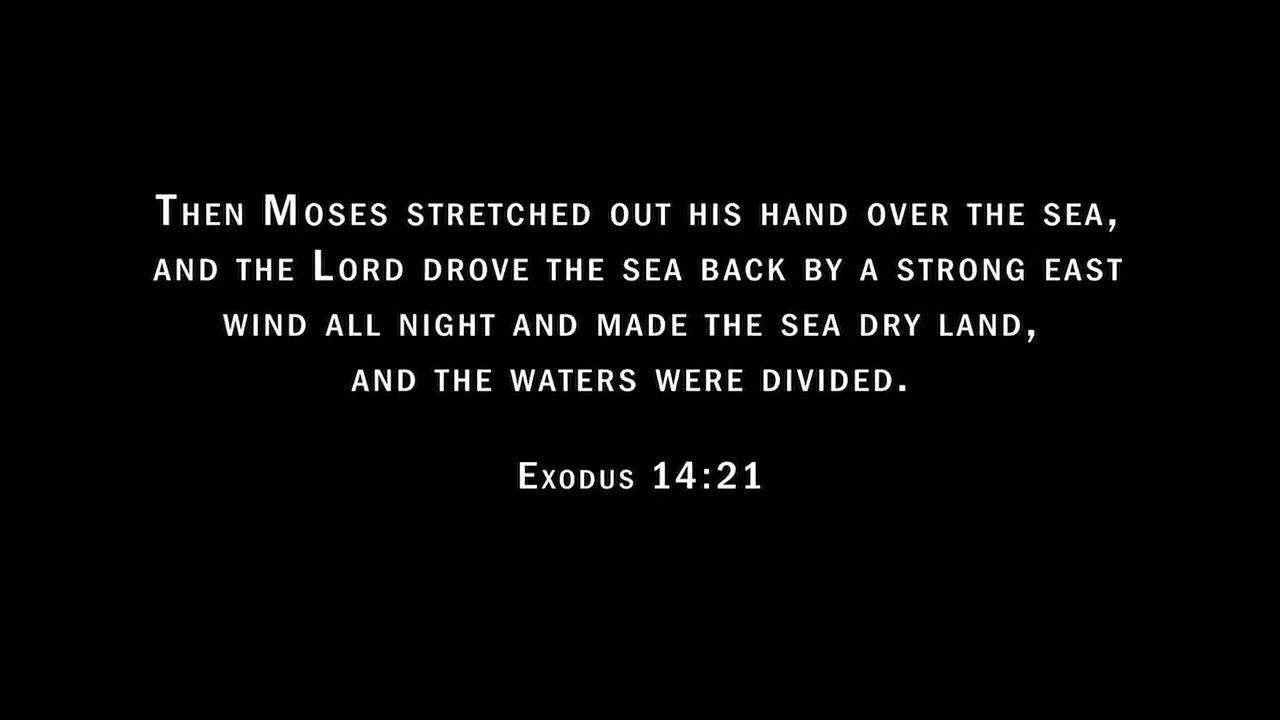 Then Moses stretched out his hand over the sea,
and the Lord drove the sea back by a strong east
wind all night and made the sea dry land,
and the waters were divided.
Exodus 14:21